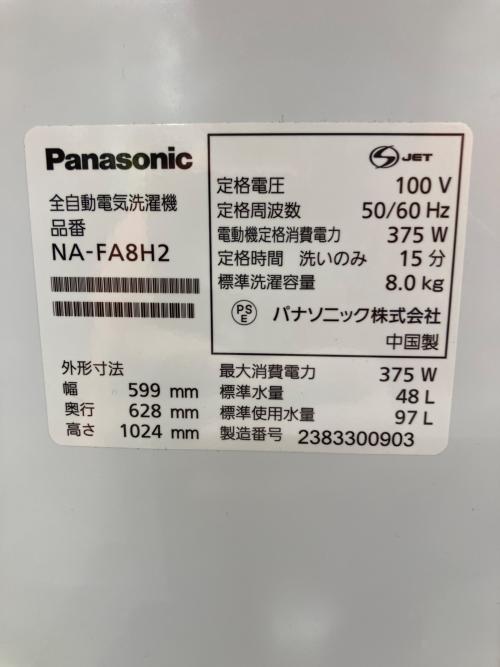 Panasonic
全自動電気洗濯機
品番
NA-FA8H2
外形寸法
幅 599 mm
奥行 628 mm
高さ 1024 mm
S JET
定格電圧 100 V
定格周波数 50/60 Hz
電動機定格消費電力 375 W
定格時間 洗いのみ 15 分
標準洗濯容量 8.0 kg
PS E パナソニック株式会社
中国製
最大消費電力 375 W
標準水量 48 L
標準使用水量 97 L
製造番号 2383300903